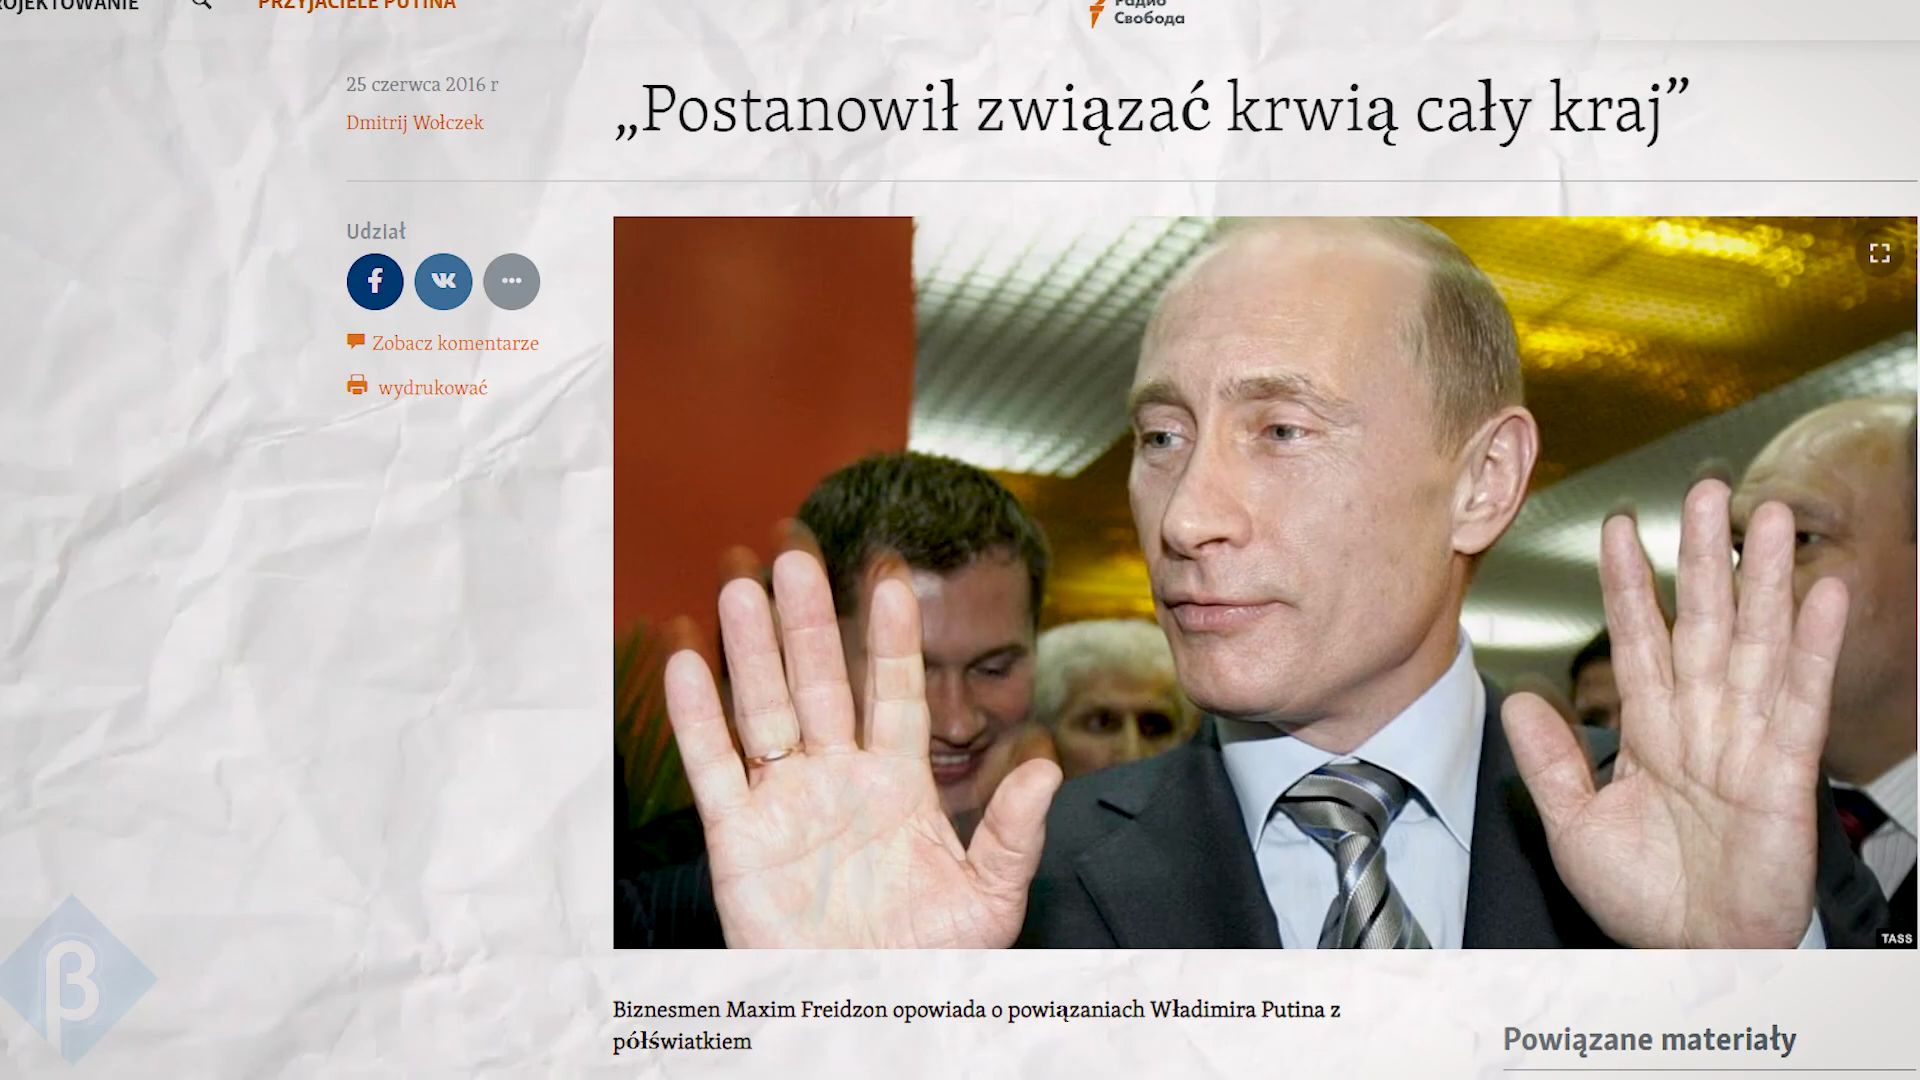 PRZYJACIELE PUTINA
Радио
Свобода
25 czerwca 2016 r
Dmitrij Wołczek
„Postanowił związać krwią cały kraj”
Udział
Zobacz komentarze
wydrukować
TASS
Biznesmen Maxim Freidzon opowiada o powiązaniach Władimira Putina z
półświatkiem
Powiązane materiały
β